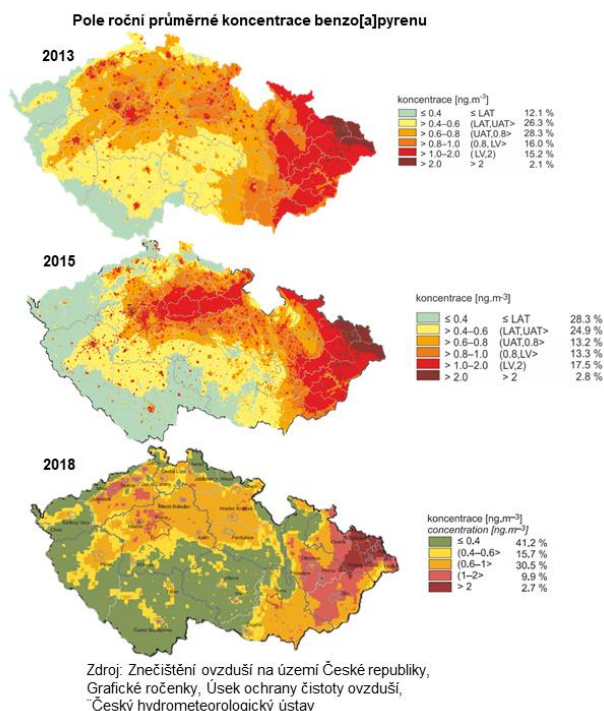 Pole roční průměrné koncentrace benzo[a]pyrenu
2013
koncentrace [ng.m⁻³]
≤ 0.4 ≤ LAT 12.1 %
> 0.4–0.6 (LAT,UAT> 26.3 %
> 0.6–0.8 (UAT,0.8> 28.3 %
> 0.8–1.0 (0.8, LV> 16.0 %
> 1.0–2.0 (LV,2) 15.2 %
> 2.0 > 2 2.1 %
2015
koncentrace [ng.m⁻³]
≤ 0.4 ≤ LAT 28.3 %
> 0.4–0.6 (LAT,UAT> 24.9 %
> 0.6–0.8 (UAT,0.8> 13.2 %
> 0.8–1.0 (0.8,LV> 13.3 %
> 1.0–2.0 (LV,2) 17.5 %
> 2.0 > 2 2.8 %
2018
koncentrace [ng.m⁻³]
concentration [ng.m⁻³]
≤ 0.4 41.2 %
(0.4–0.6> 15.7 %
(0.6–1> 30.5 %
(1–2> 9.9 %
> 2 2.7 %
Zdroj: Znečištění ovzduší na území České republiky,
Grafické ročenky, Úsek ochrany čistoty ovzduší,
¨Český hydrometeorologický ústav